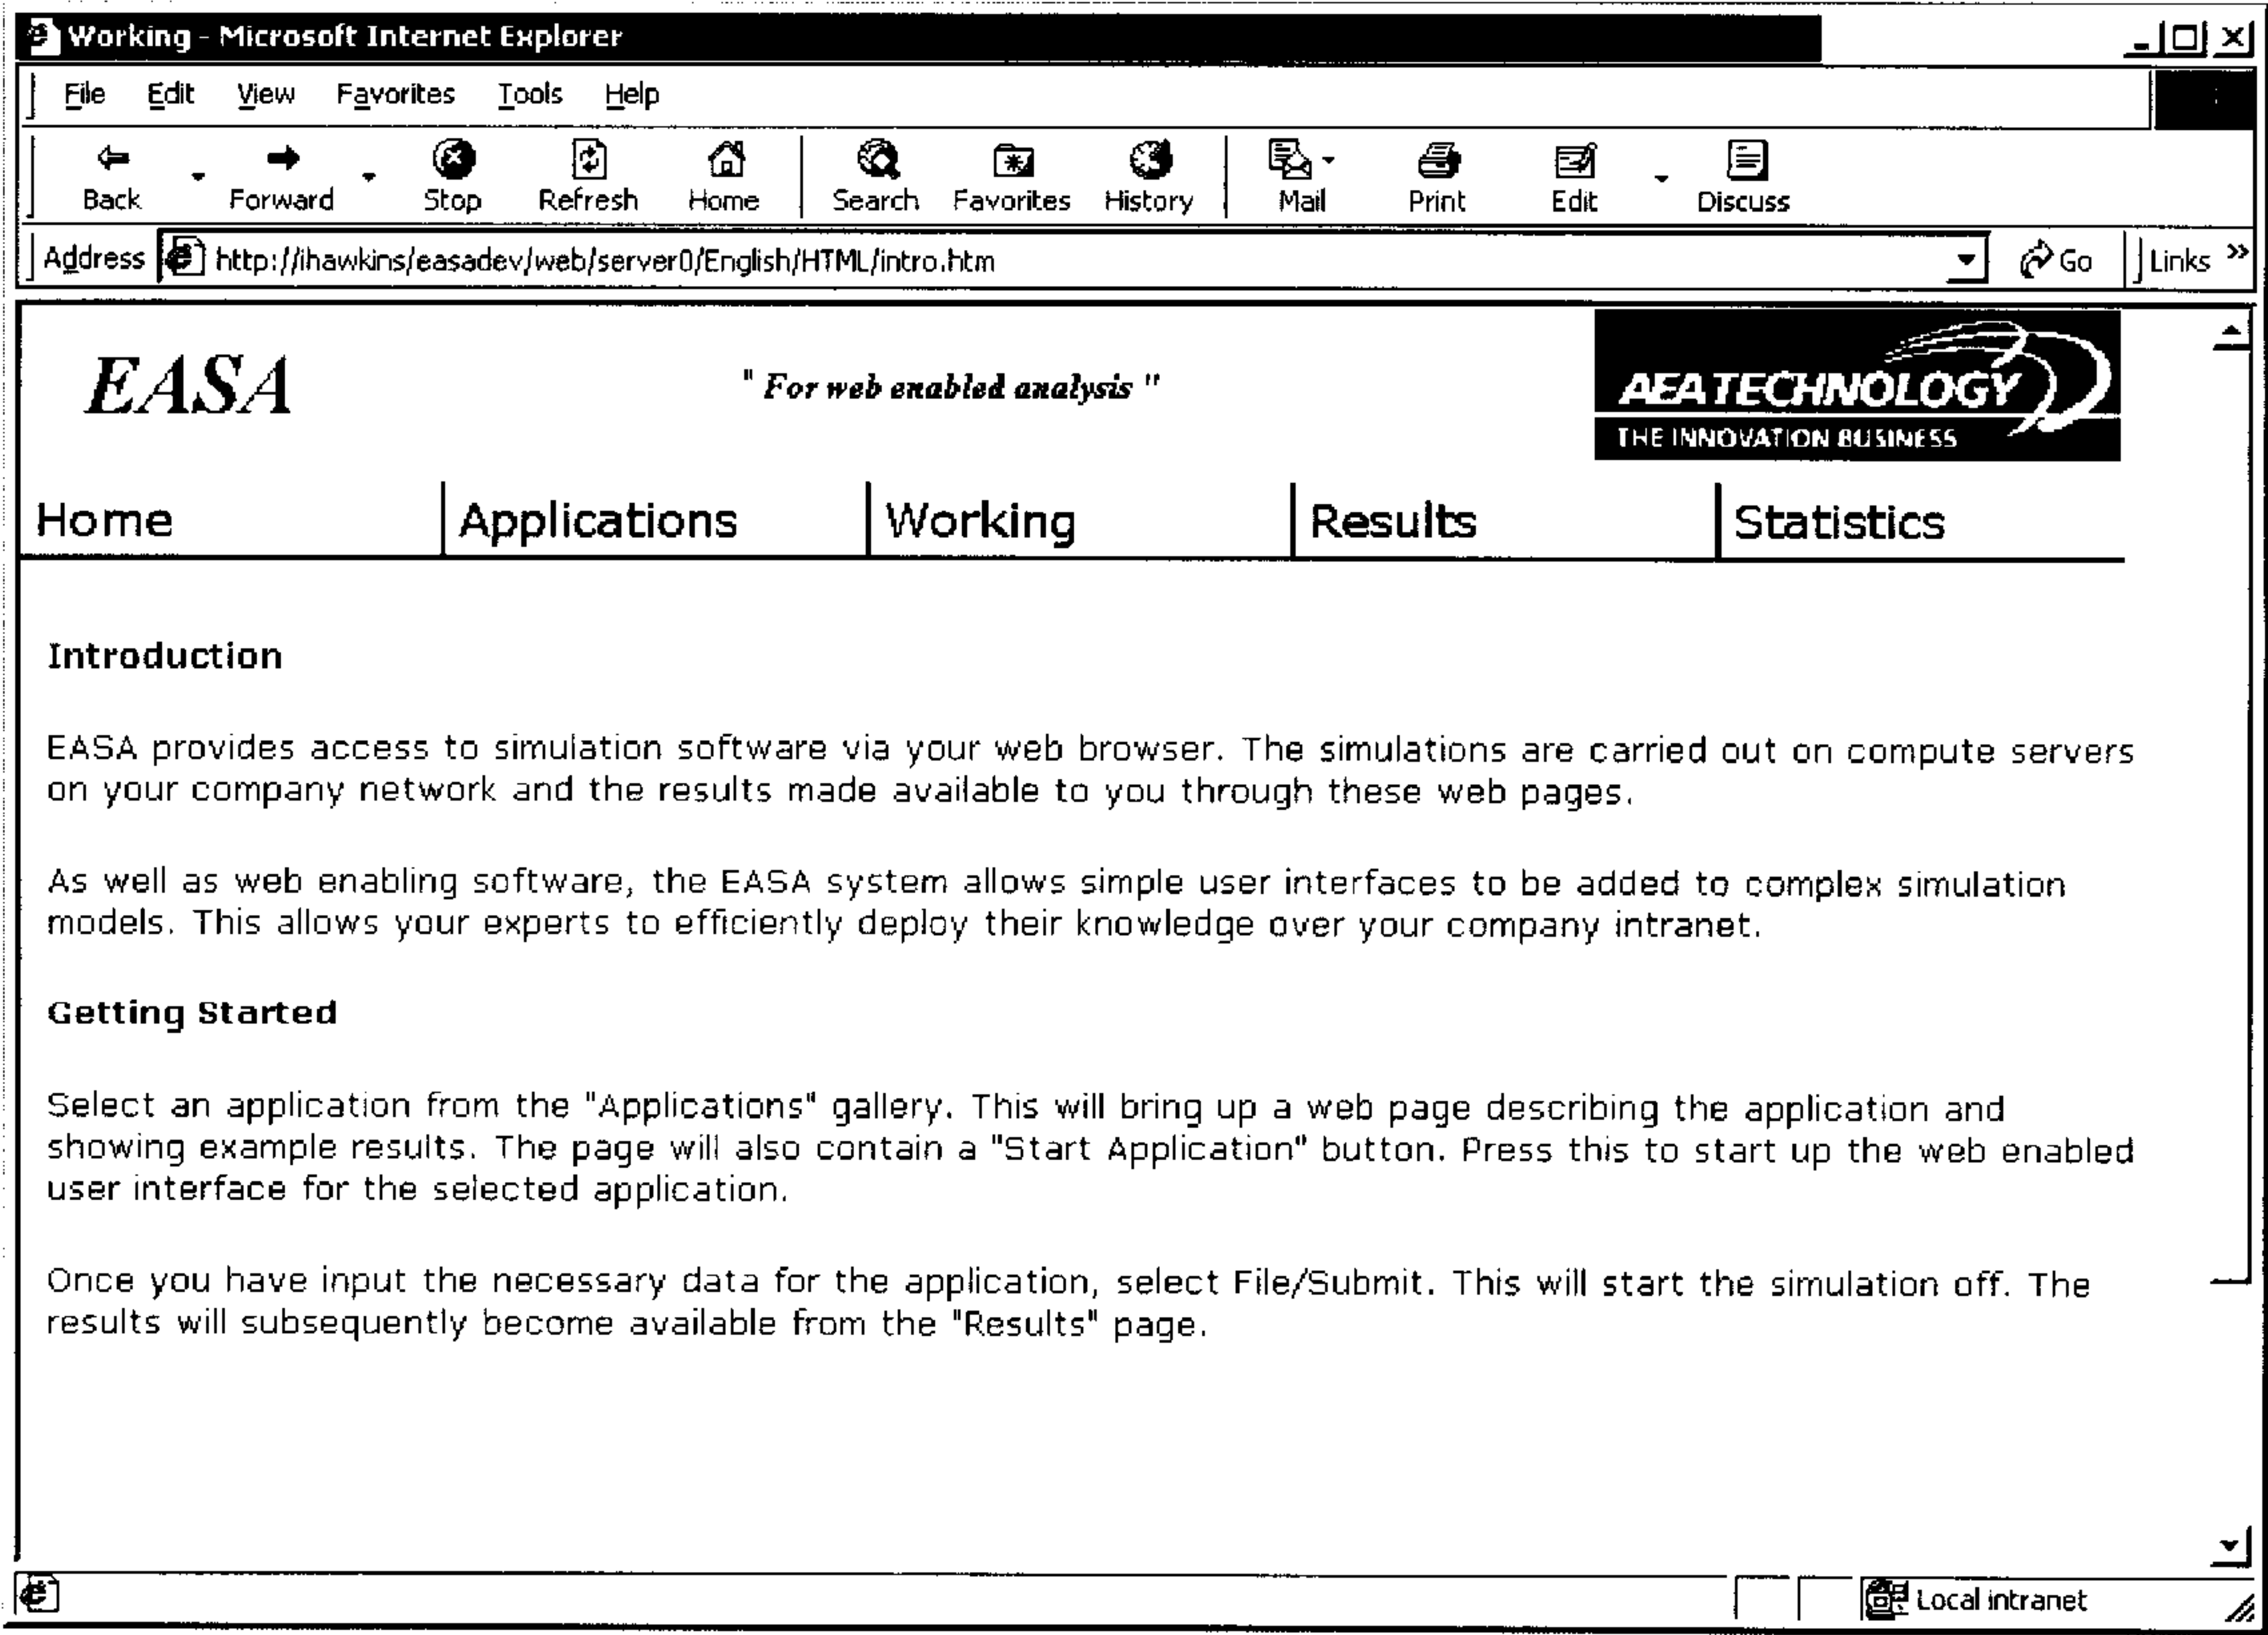 Working - Microsoft Internet Explorer
File Edit View Favorites Tools Help
Back Forward Stop Refresh Home Search Favorites History Mail Print Edit Discuss
Address http://ihawkins/easadev/web/server0/English/HTML/intro.htm Go Links »
EASA " For web enabled analysis " AEA TECHNOLOGY
THE INNOVATION BUSINESS
Home Applications Working Results Statistics
Introduction
EASA provides access to simulation software via your web browser. The simulations are carried out on compute servers
on your company network and the results made available to you through these web pages.
As well as web enabling software, the EASA system allows simple user interfaces to be added to complex simulation
models. This allows your experts to efficiently deploy their knowledge over your company intranet.
Getting Started
Select an application from the "Applications" gallery. This will bring up a web page describing the application and
showing example results. The page will also contain a "Start Application" button. Press this to start up the web enabled
user interface for the selected application.
Once you have input the necessary data for the application, select File/Submit. This will start the simulation off. The
results will subsequently become available from the "Results" page.
Local intranet